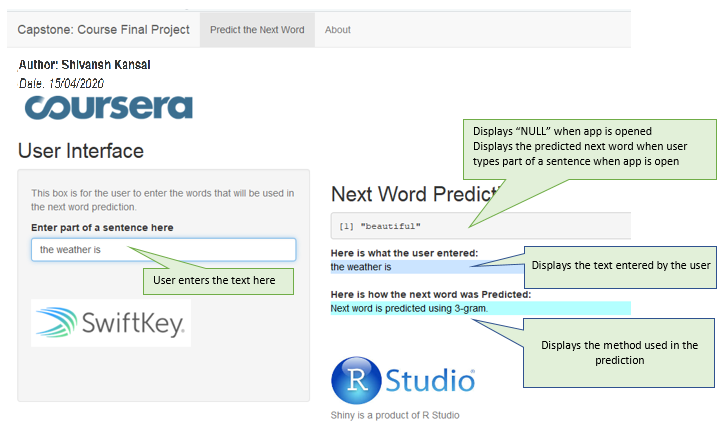 Capstone: Course Final Project Predict the Next Word About
Author: Shivansh Kansal
Date: 15/04/2020
coursera
User Interface
This box is for the user to enter the words that will be used in
the next word prediction.
Enter part of a sentence here
the weather is
User enters the text here
SwiftKey
Displays “NULL” when app is opened
Displays the predicted next word when user
types part of a sentence when app is open
Next Word Predicti
[1] "beautiful"
Here is what the user entered:
the weather is
Displays the text entered by the user
Here is how the next word was Predicted:
Next word is predicted using 3-gram.
Displays the method used in the
prediction
R Studio®
Shiny is a product of R Studio